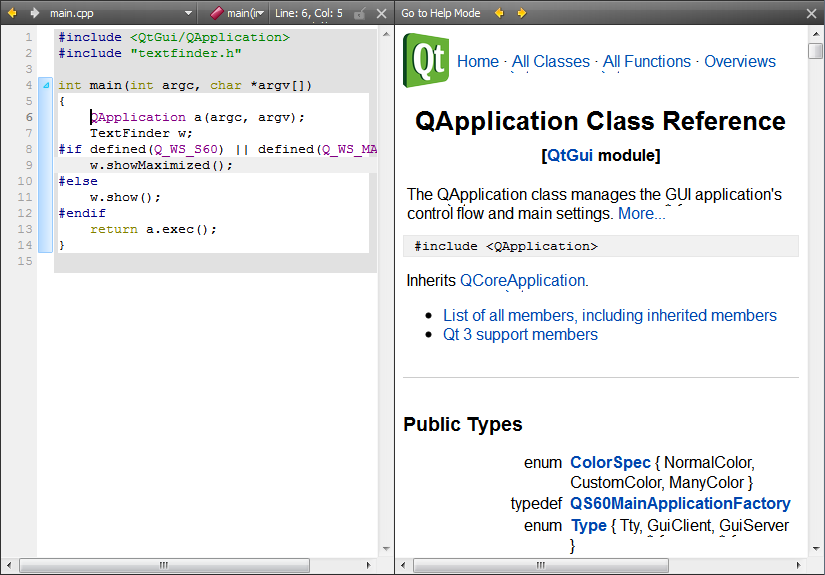 main.cpp
main(ir
Line: 6, Col: 5
1 #include <QtGui/QApplication>
2 #include "textfinder.h"
3
4 int main(int argc, char *argv[])
5 {
6 QApplication a(argc, argv);
7 TextFinder w;
8 #if defined(Q_WS_S60) || defined(Q_WS_MA
9 w.showMaximized();
10 #else
11 w.show();
12 #endif
13 return a.exec();
14 }
15
Go to Help Mode
Qt Home · All Classes · All Functions · Overviews
QApplication Class Reference
[QtGui module]
The QApplication class manages the GUI application's
control flow and main settings. More...
#include <QApplication>
Inherits QCoreApplication.
• List of all members, including inherited members
• Qt 3 support members
Public Types
enum ColorSpec { NormalColor,
CustomColor, ManyColor }
typedef QS60MainApplicationFactory
enum Type { Tty, GuiClient, GuiServer
}